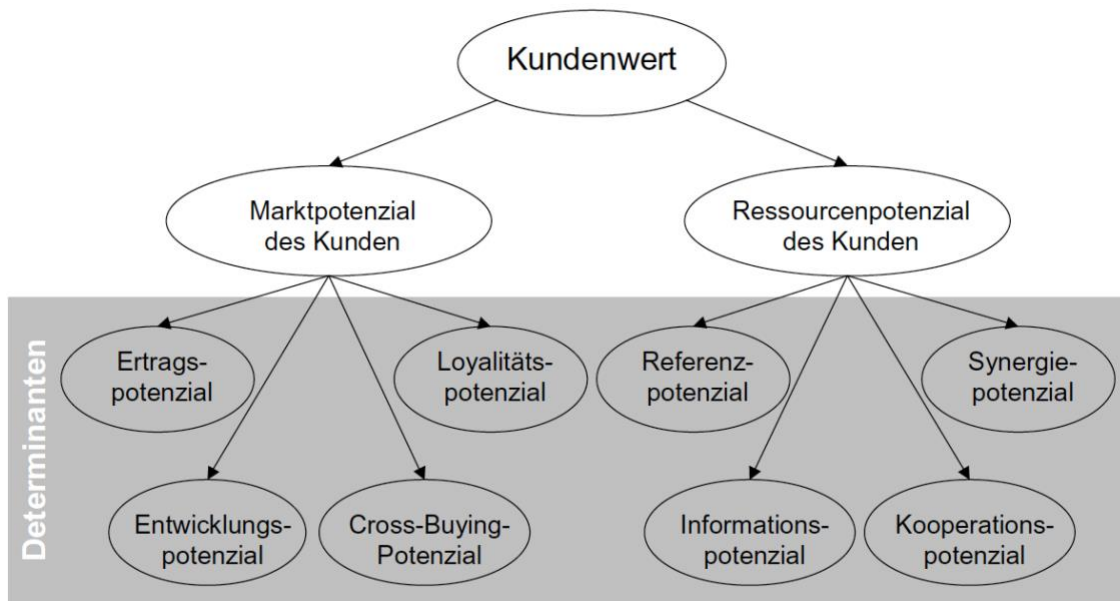 Kundenwert
Marktpotenzial
des Kunden
Ressourcenpotenzial
des Kunden
Determinanten
Ertrags-
potenzial
Loyalitäts-
potenzial
Referenz-
potenzial
Synergie-
potenzial
Entwicklungs-
potenzial
Cross-Buying-
Potenzial
Informations-
potenzial
Kooperations-
potenzial